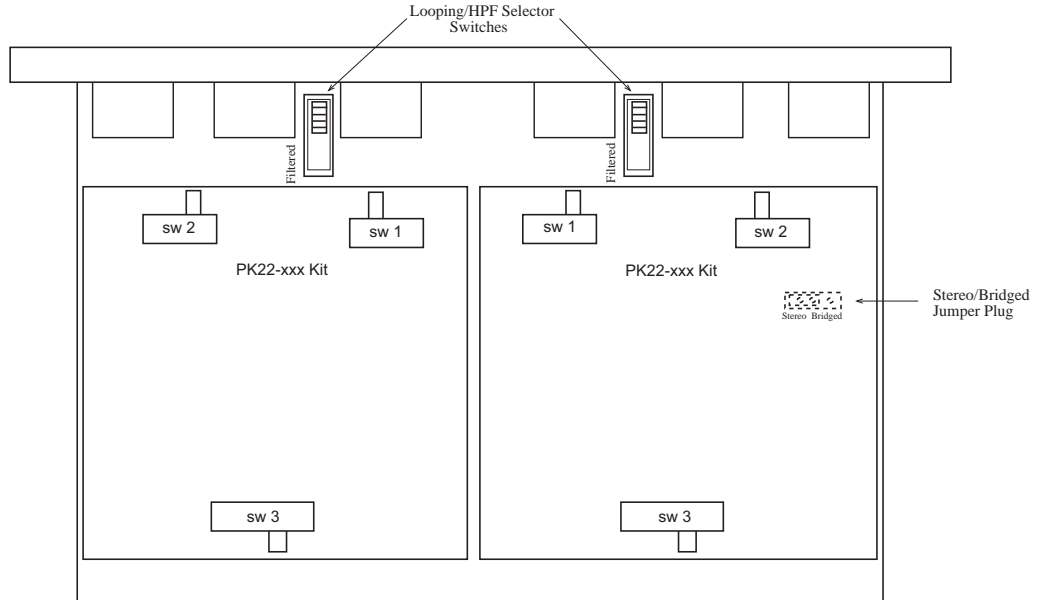 Looping/HPF Selector
Switches
Filtered
Filtered
sw 2
sw 1
sw 1
sw 2
PK22-xxx Kit
PK22-xxx Kit
Stereo Bridged
Stereo/Bridged
Jumper Plug
sw 3
sw 3